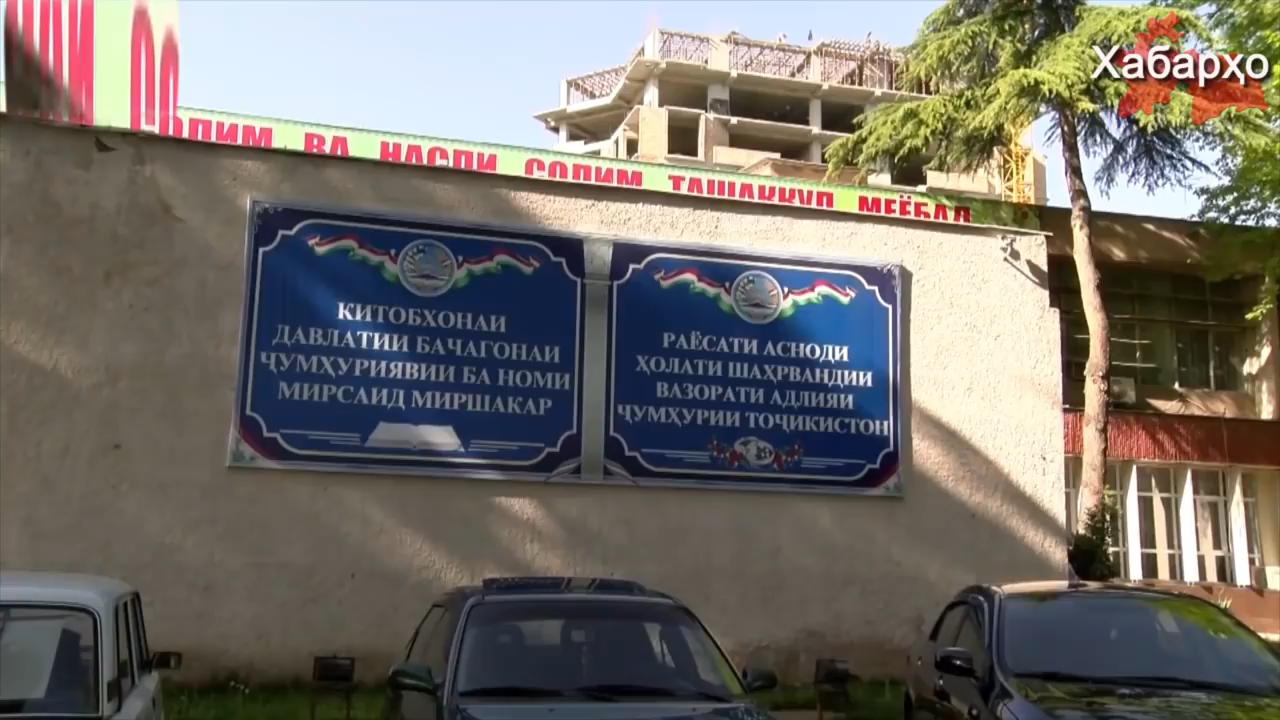 Хабарҳо
СОЛИМ ВА НАСЛИ СОЛИМ ТАШАККУЛ МЕЁБАД
КИТОБХОНАИ
ДАВЛАТИИ БАЧАГОНАИ
ҶУМҲУРИЯВИИ БА НОМИ
МИРСАИД МИРШАКАР
РАЁСАТИ АСНОДИ
ҲОЛАТИ ШАҲРВАНДИИ
ВАЗОРАТИ АДЛИЯИ
ҶУМҲУРИИ ТОҶИКИСТОН